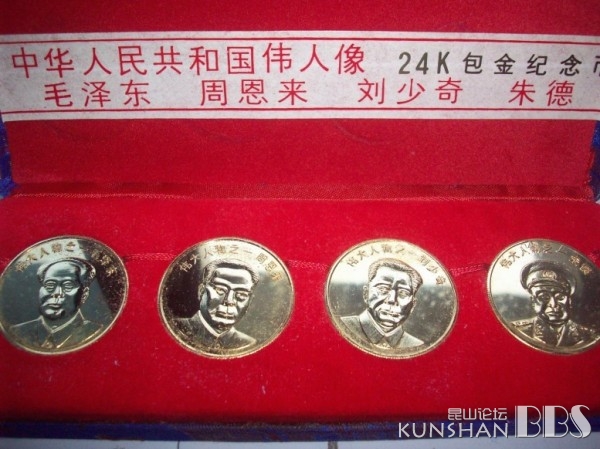 中华人民共和国伟人像 24K包金纪念币
毛泽东 周恩来 刘少奇 朱德
伟大人物之一
伟大人物之一 周恩来
伟大人物之一 刘少奇
伟大人物之一 朱德
昆山论坛
KUNSHAN BBS